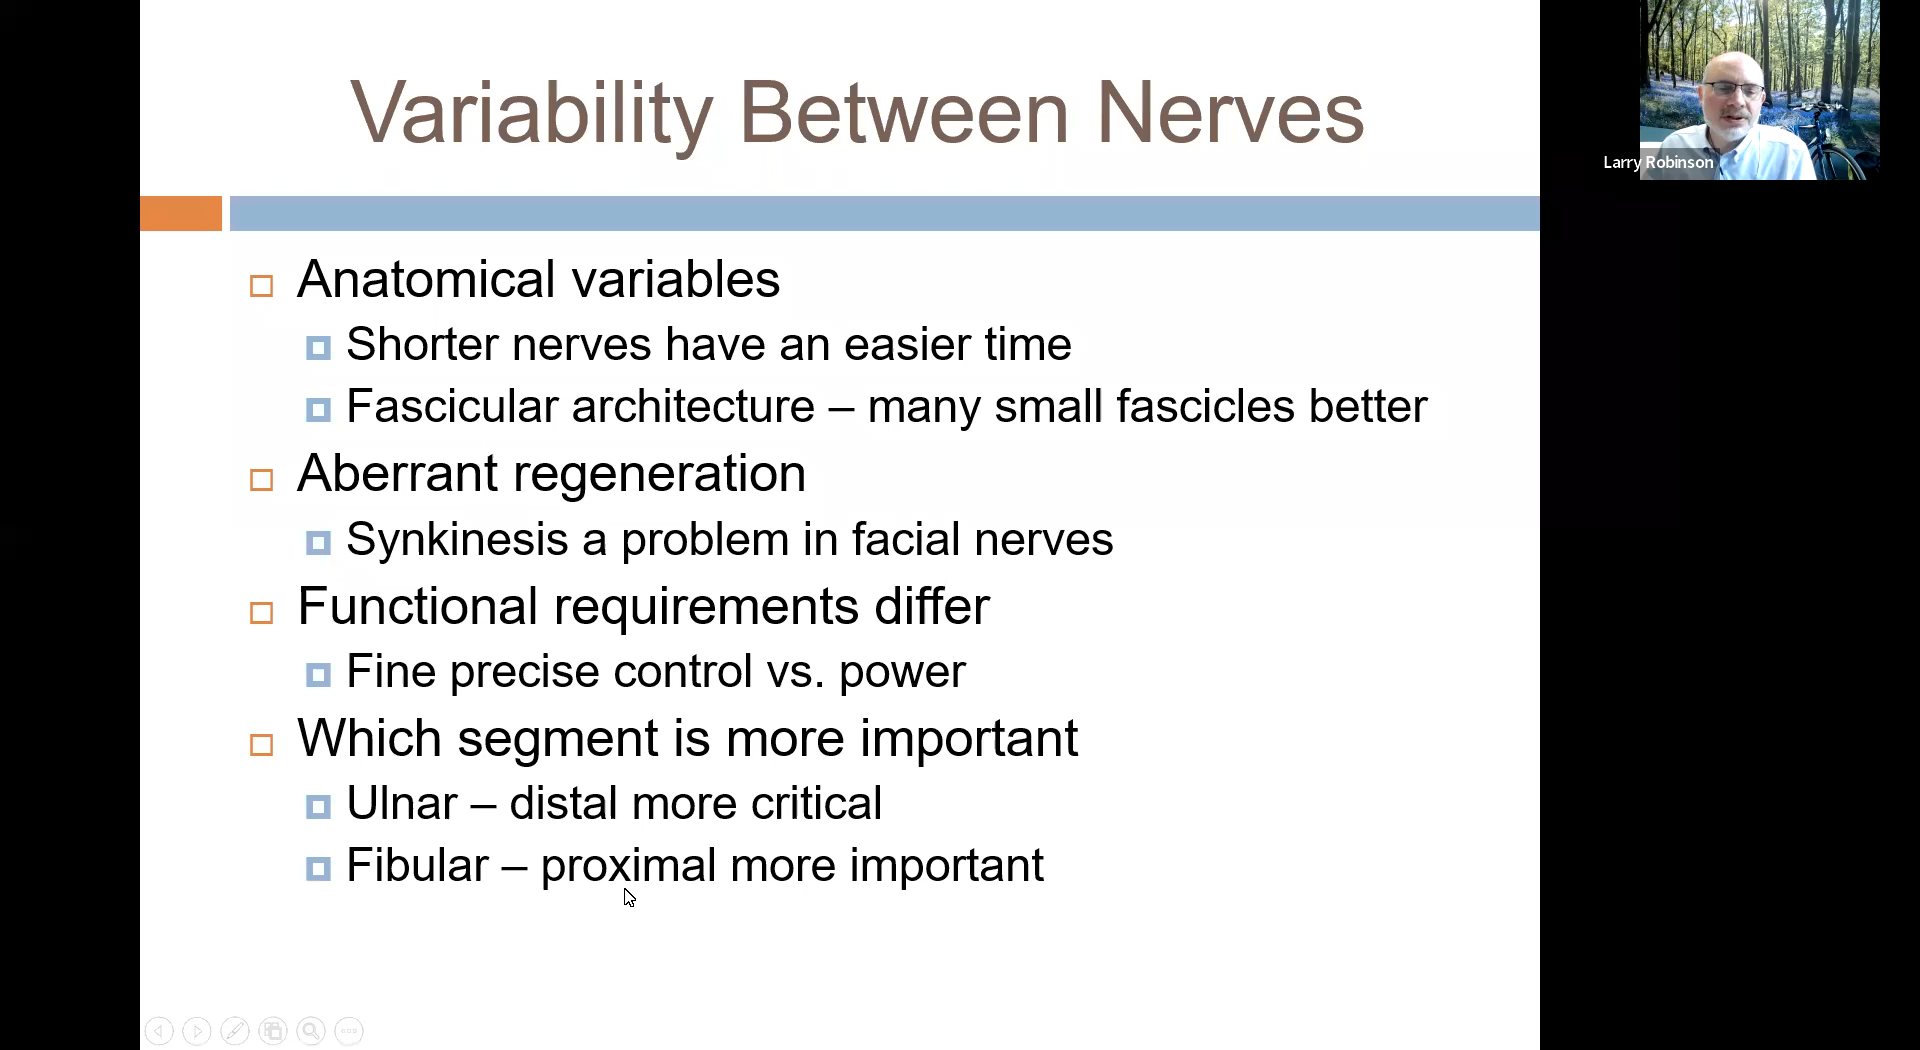 Variability Between Nerves
Larry Robinson
Anatomical variables
Shorter nerves have an easier time
Fascicular architecture – many small fascicles better
Aberrant regeneration
Synkinesis a problem in facial nerves
Functional requirements differ
Fine precise control vs. power
Which segment is more important
Ulnar – distal more critical
Fibular – proximal more important